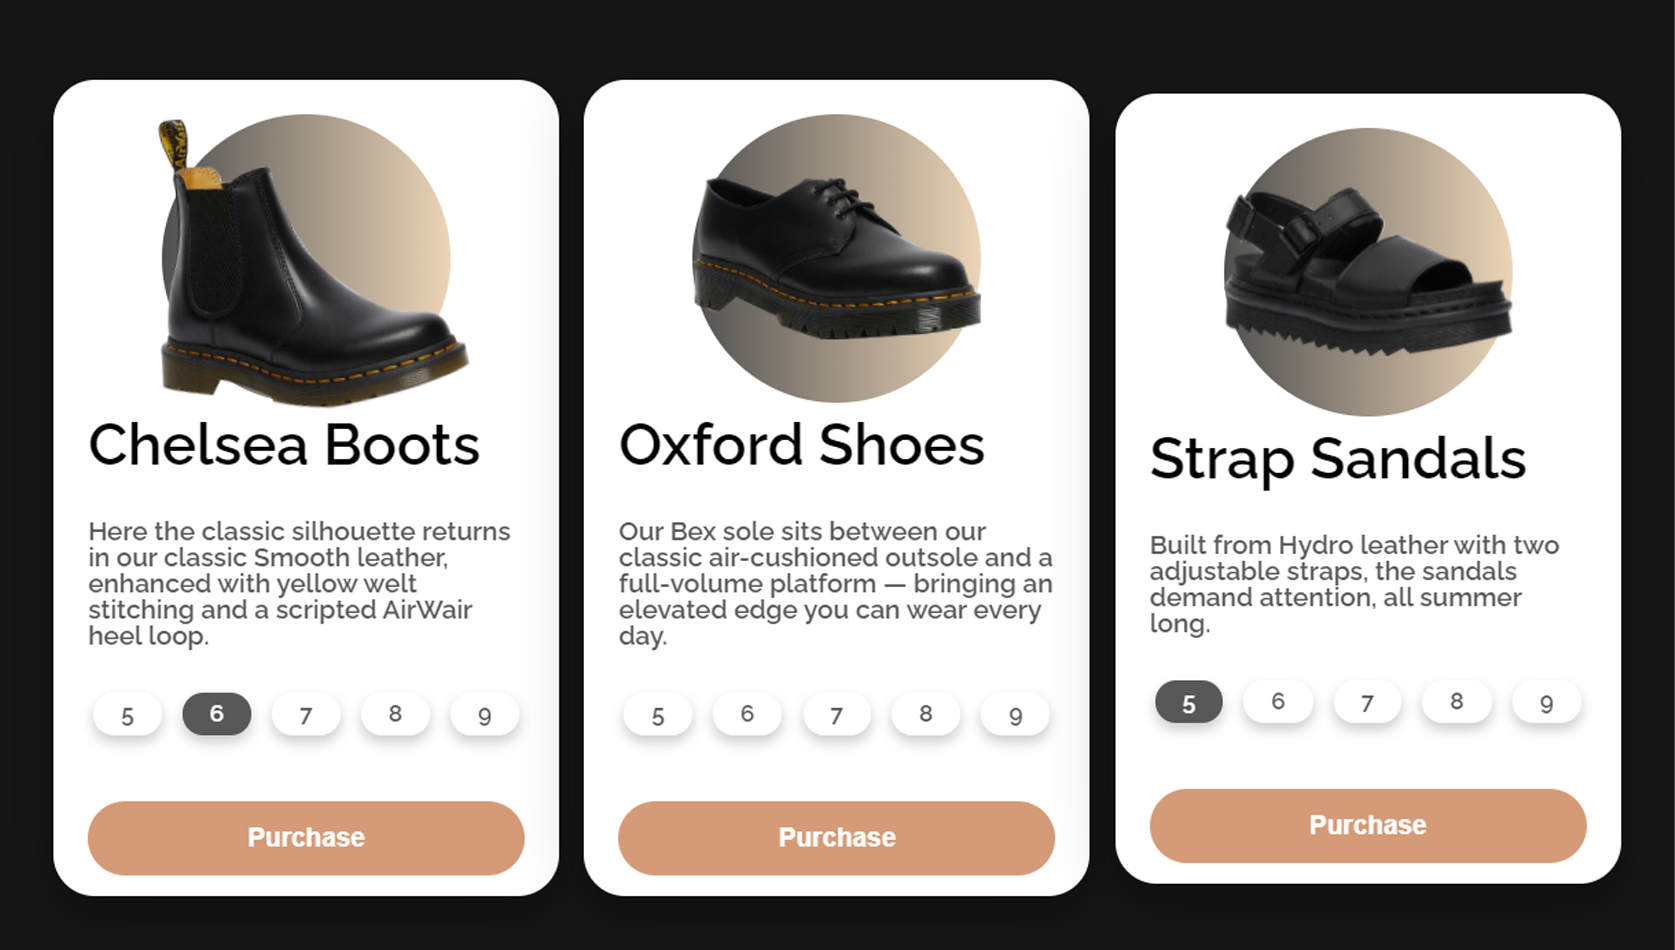 Chelsea Boots
Here the classic silhouette returns
in our classic Smooth leather,
enhanced with yellow welt
stitching and a scripted AirWair
heel loop.
5 6 7 8 9
Purchase
Oxford Shoes
Our Bex sole sits between our
classic air-cushioned outsole and a
full-volume platform — bringing an
elevated edge you can wear every
day.
5 6 7 8 9
Purchase
Strap Sandals
Built from Hydro leather with two
adjustable straps, the sandals
demand attention, all summer
long.
5 6 7 8 9
Purchase